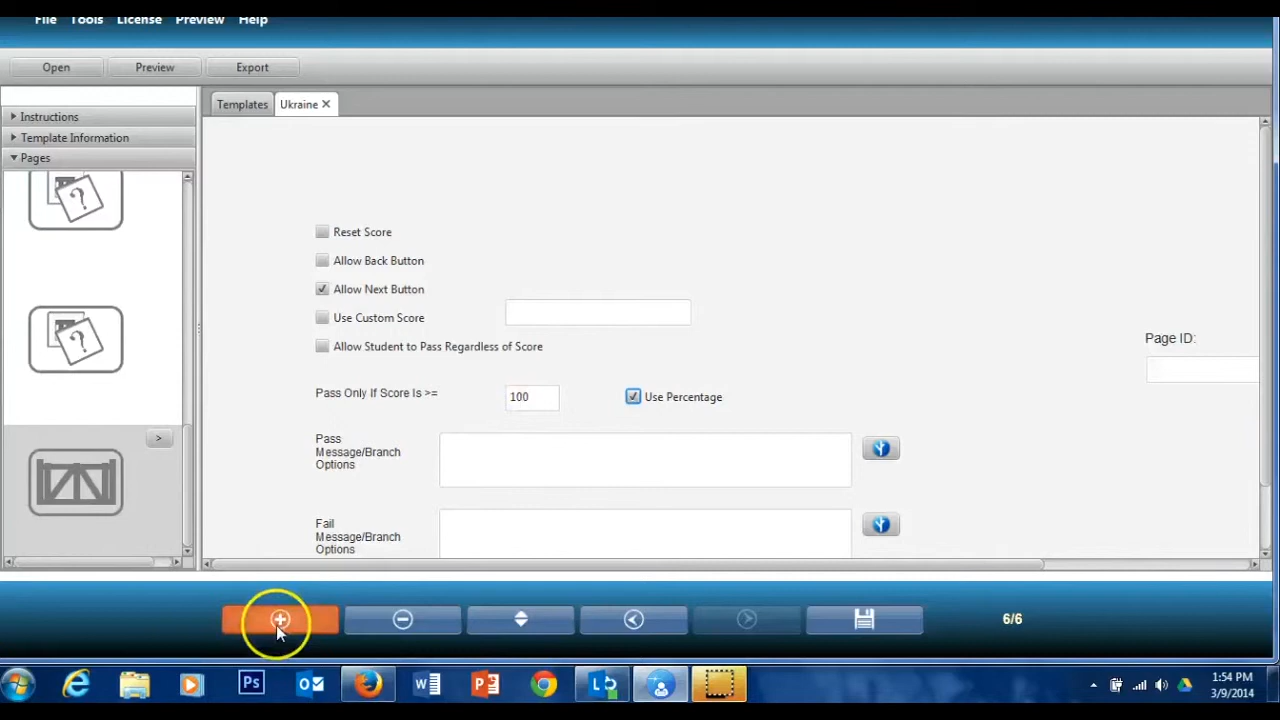 File Tools License Preview Help
Open Preview Export
Templates Ukraine ✕
Instructions
Template Information
Pages
?
?
>
Reset Score
Allow Back Button
Allow Next Button
Use Custom Score
Allow Student to Pass Regardless of Score
Page ID:
Pass Only If Score Is >= 100 Use Percentage
Pass
Message/Branch
Options
Fail
Message/Branch
Options
6/6
Ps W P Lb
1:54 PM
3/9/2014